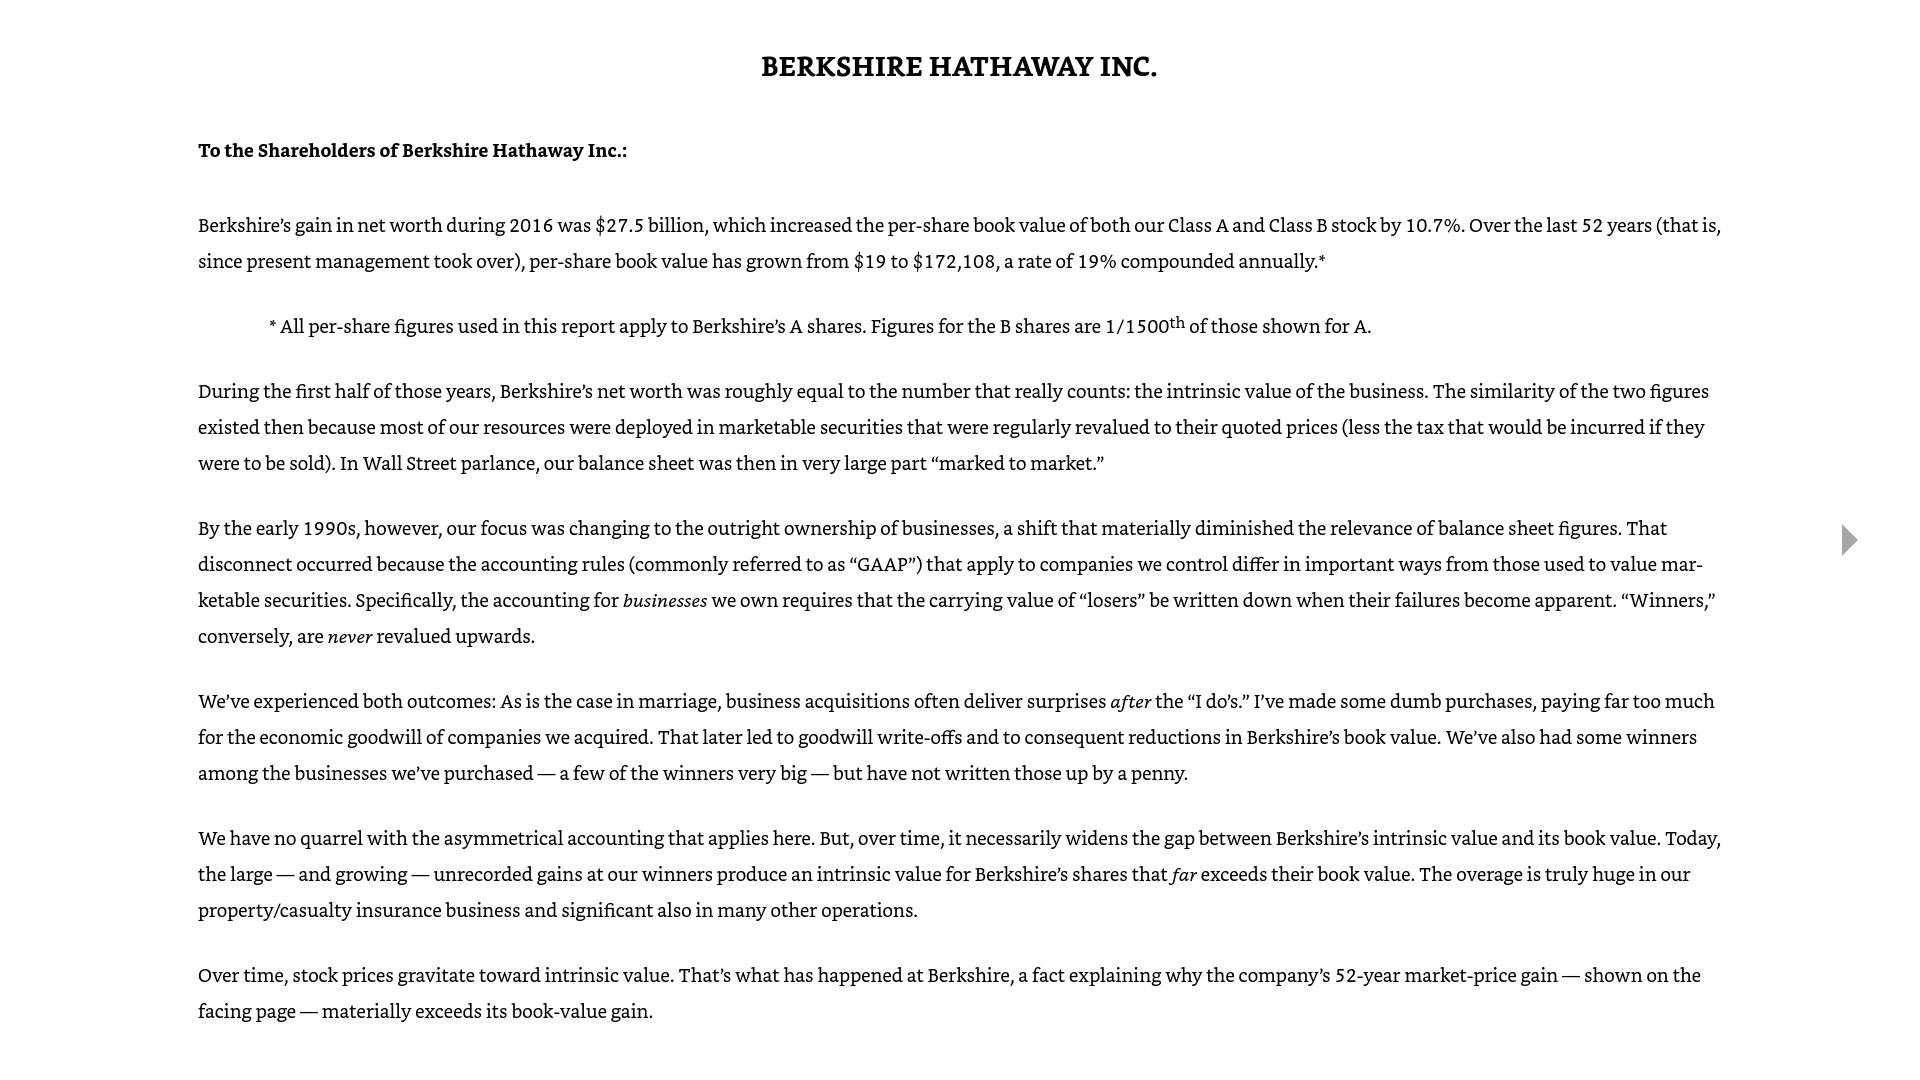 BERKSHIRE HATHAWAY INC.
To the Shareholders of Berkshire Hathaway Inc.:
Berkshire’s gain in net worth during 2016 was $27.5 billion, which increased the per-share book value of both our Class A and Class B stock by 10.7%. Over the last 52 years (that is,
since present management took over), per-share book value has grown from $19 to $172,108, a rate of 19% compounded annually.*
* All per-share figures used in this report apply to Berkshire’s A shares. Figures for the B shares are 1/1500th of those shown for A.
During the first half of those years, Berkshire’s net worth was roughly equal to the number that really counts: the intrinsic value of the business. The similarity of the two figures
existed then because most of our resources were deployed in marketable securities that were regularly revalued to their quoted prices (less the tax that would be incurred if they
were to be sold). In Wall Street parlance, our balance sheet was then in very large part “marked to market.”
By the early 1990s, however, our focus was changing to the outright ownership of businesses, a shift that materially diminished the relevance of balance sheet figures. That
disconnect occurred because the accounting rules (commonly referred to as “GAAP”) that apply to companies we control differ in important ways from those used to value mar-
ketable securities. Specifically, the accounting for businesses we own requires that the carrying value of “losers” be written down when their failures become apparent. “Winners,”
conversely, are never revalued upwards.
We’ve experienced both outcomes: As is the case in marriage, business acquisitions often deliver surprises after the “I do’s.” I’ve made some dumb purchases, paying far too much
for the economic goodwill of companies we acquired. That later led to goodwill write-offs and to consequent reductions in Berkshire’s book value. We’ve also had some winners
among the businesses we’ve purchased — a few of the winners very big — but have not written those up by a penny.
We have no quarrel with the asymmetrical accounting that applies here. But, over time, it necessarily widens the gap between Berkshire’s intrinsic value and its book value. Today,
the large — and growing — unrecorded gains at our winners produce an intrinsic value for Berkshire’s shares that far exceeds their book value. The overage is truly huge in our
property/casualty insurance business and significant also in many other operations.
Over time, stock prices gravitate toward intrinsic value. That’s what has happened at Berkshire, a fact explaining why the company’s 52-year market-price gain — shown on the
facing page — materially exceeds its book-value gain.